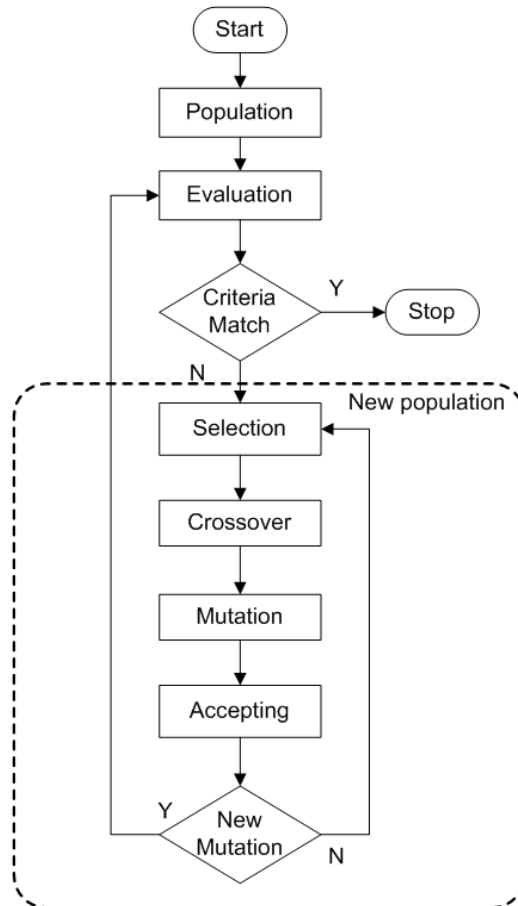 Start
Population
Evaluation
Criteria
Match
Y
Stop
N
New population
Selection
Crossover
Mutation
Accepting
Y
New
Mutation
N